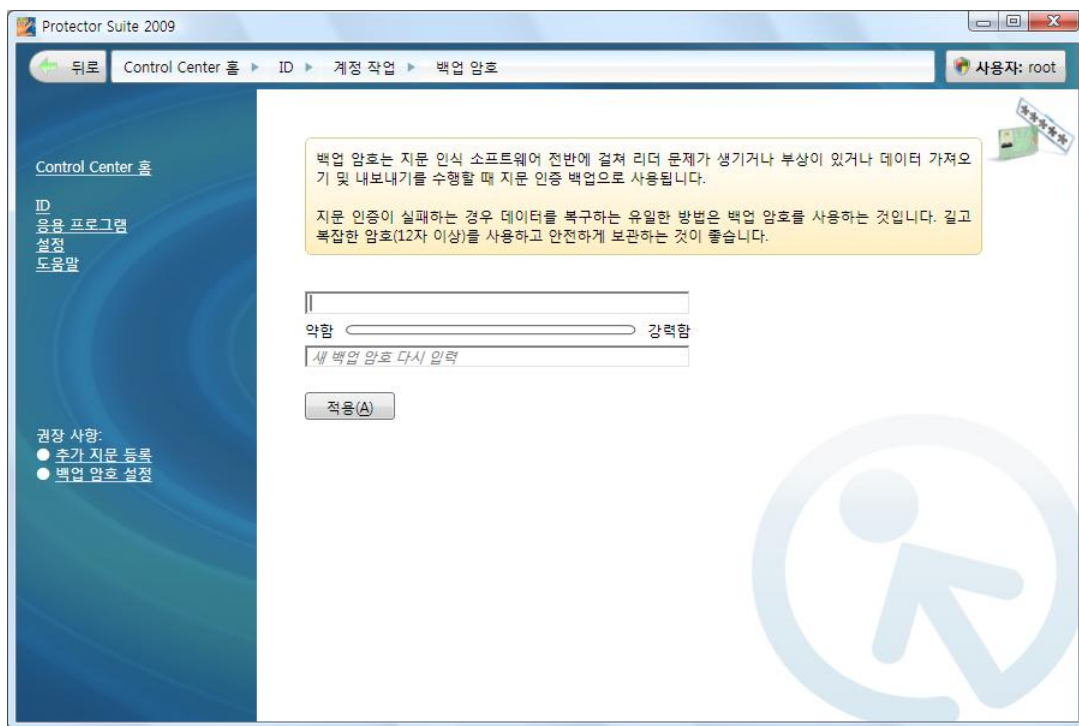 Protector Suite 2009
뒤로
Control Center 홈 ▶ ID ▶ 계정 작업 ▶ 백업 암호
사용자: root
Control Center 홈
ID
응용 프로그램
설정
도움말
권장 사항:
추가 지문 등록
백업 암호 설정
백업 암호는 지문 인식 소프트웨어 전반에 걸쳐 리더 문제가 생기거나 부상이 있거나 데이터 가져오
기 및 내보내기를 수행할 때 지문 인증 백업으로 사용됩니다.
지문 인증이 실패하는 경우 데이터를 복구하는 유일한 방법은 백업 암호를 사용하는 것입니다. 길고
복잡한 암호(12자 이상)를 사용하고 안전하게 보관하는 것이 좋습니다.
약함 강력함
새 백업 암호 다시 입력
적용(A)
*****